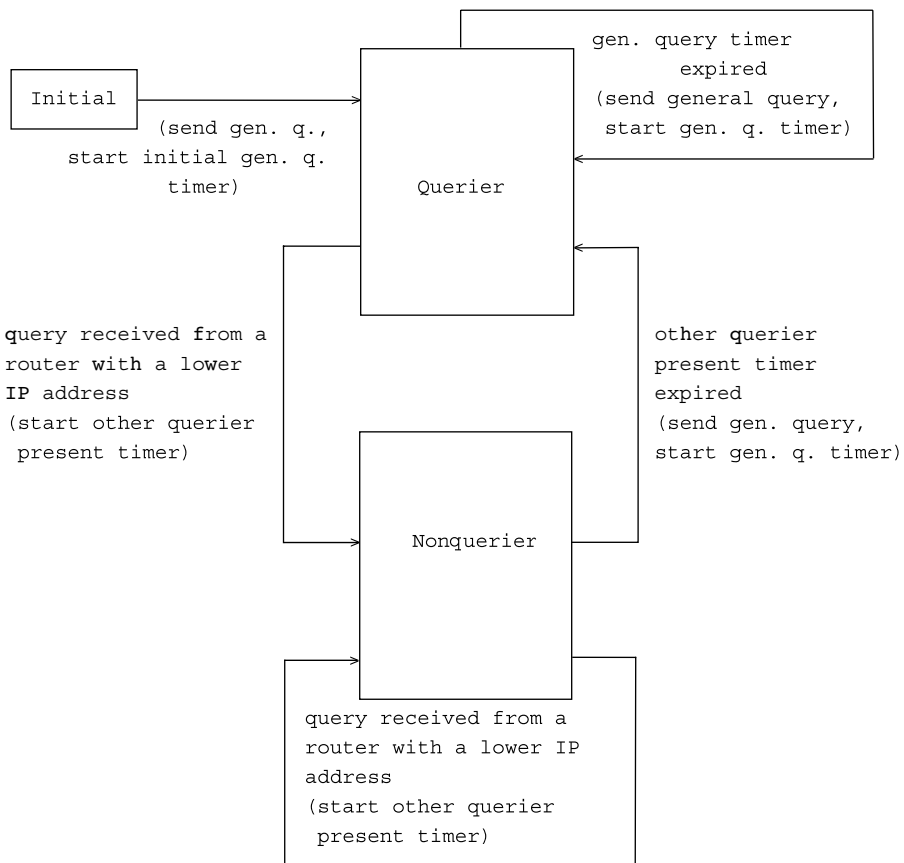 gen. query timer
expired
(send general query,
start gen. q. timer)
Initial
(send gen. q.,
start initial gen. q.
timer)
Querier
query received from a
router with a lower
IP address
(start other querier
present timer)
other querier
present timer
expired
(send gen. query,
start gen. q. timer)
Nonquerier
query received from a
router with a lower IP
address
(start other querier
present timer)